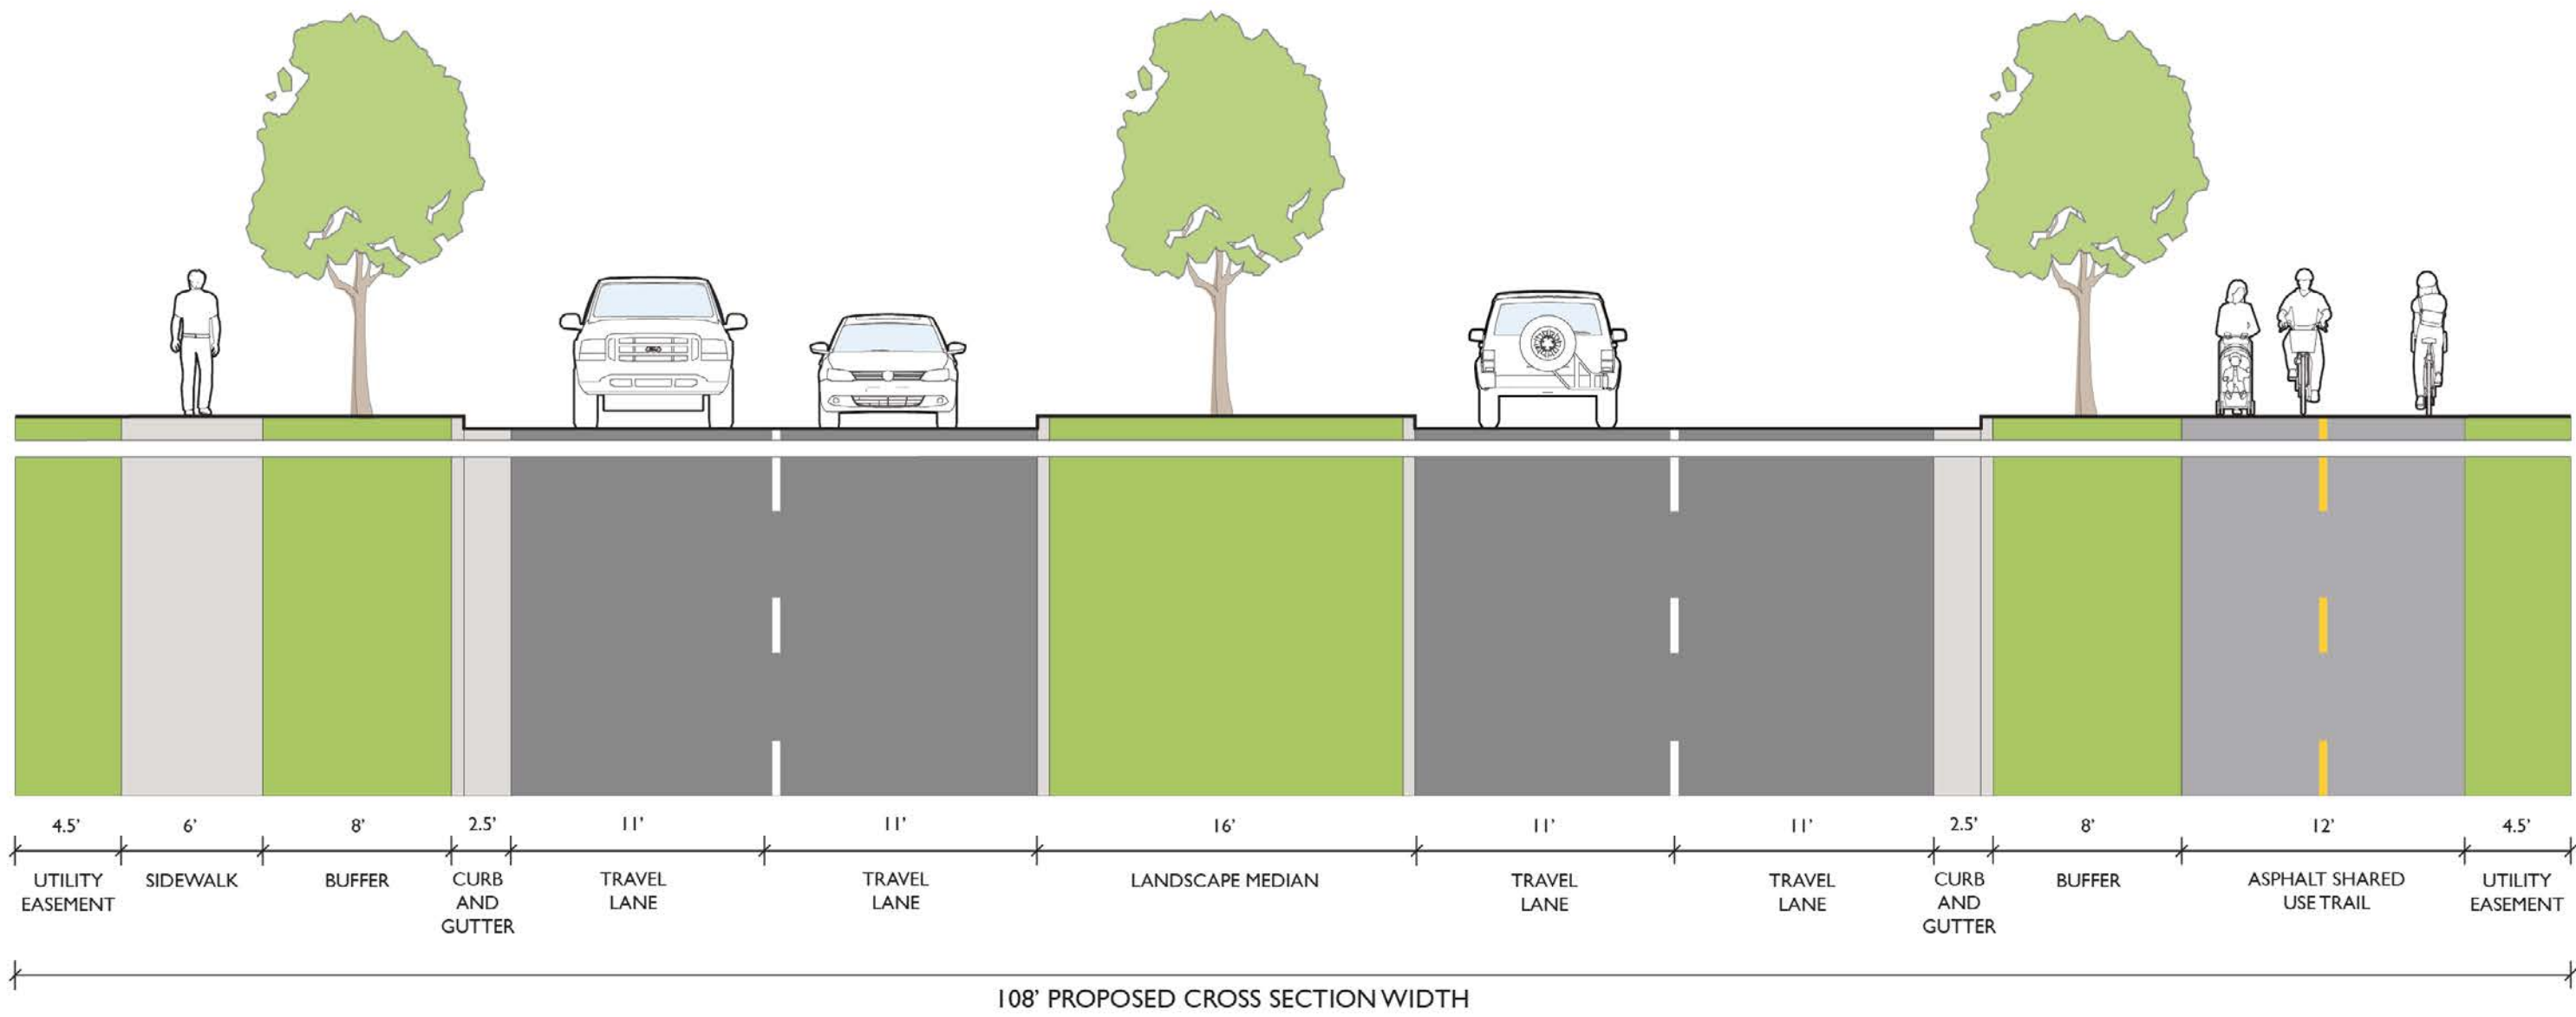 4.5' 6' 8' 2.5' 11' 11' 16' 11' 11' 2.5' 8' 12' 4.5'
UTILITY
EASEMENT
SIDEWALK
BUFFER
CURB
AND
GUTTER
TRAVEL
LANE
TRAVEL
LANE
LANDSCAPE MEDIAN
TRAVEL
LANE
TRAVEL
LANE
CURB
AND
GUTTER
BUFFER
ASPHALT SHARED
USE TRAIL
UTILITY
EASEMENT
108' PROPOSED CROSS SECTION WIDTH